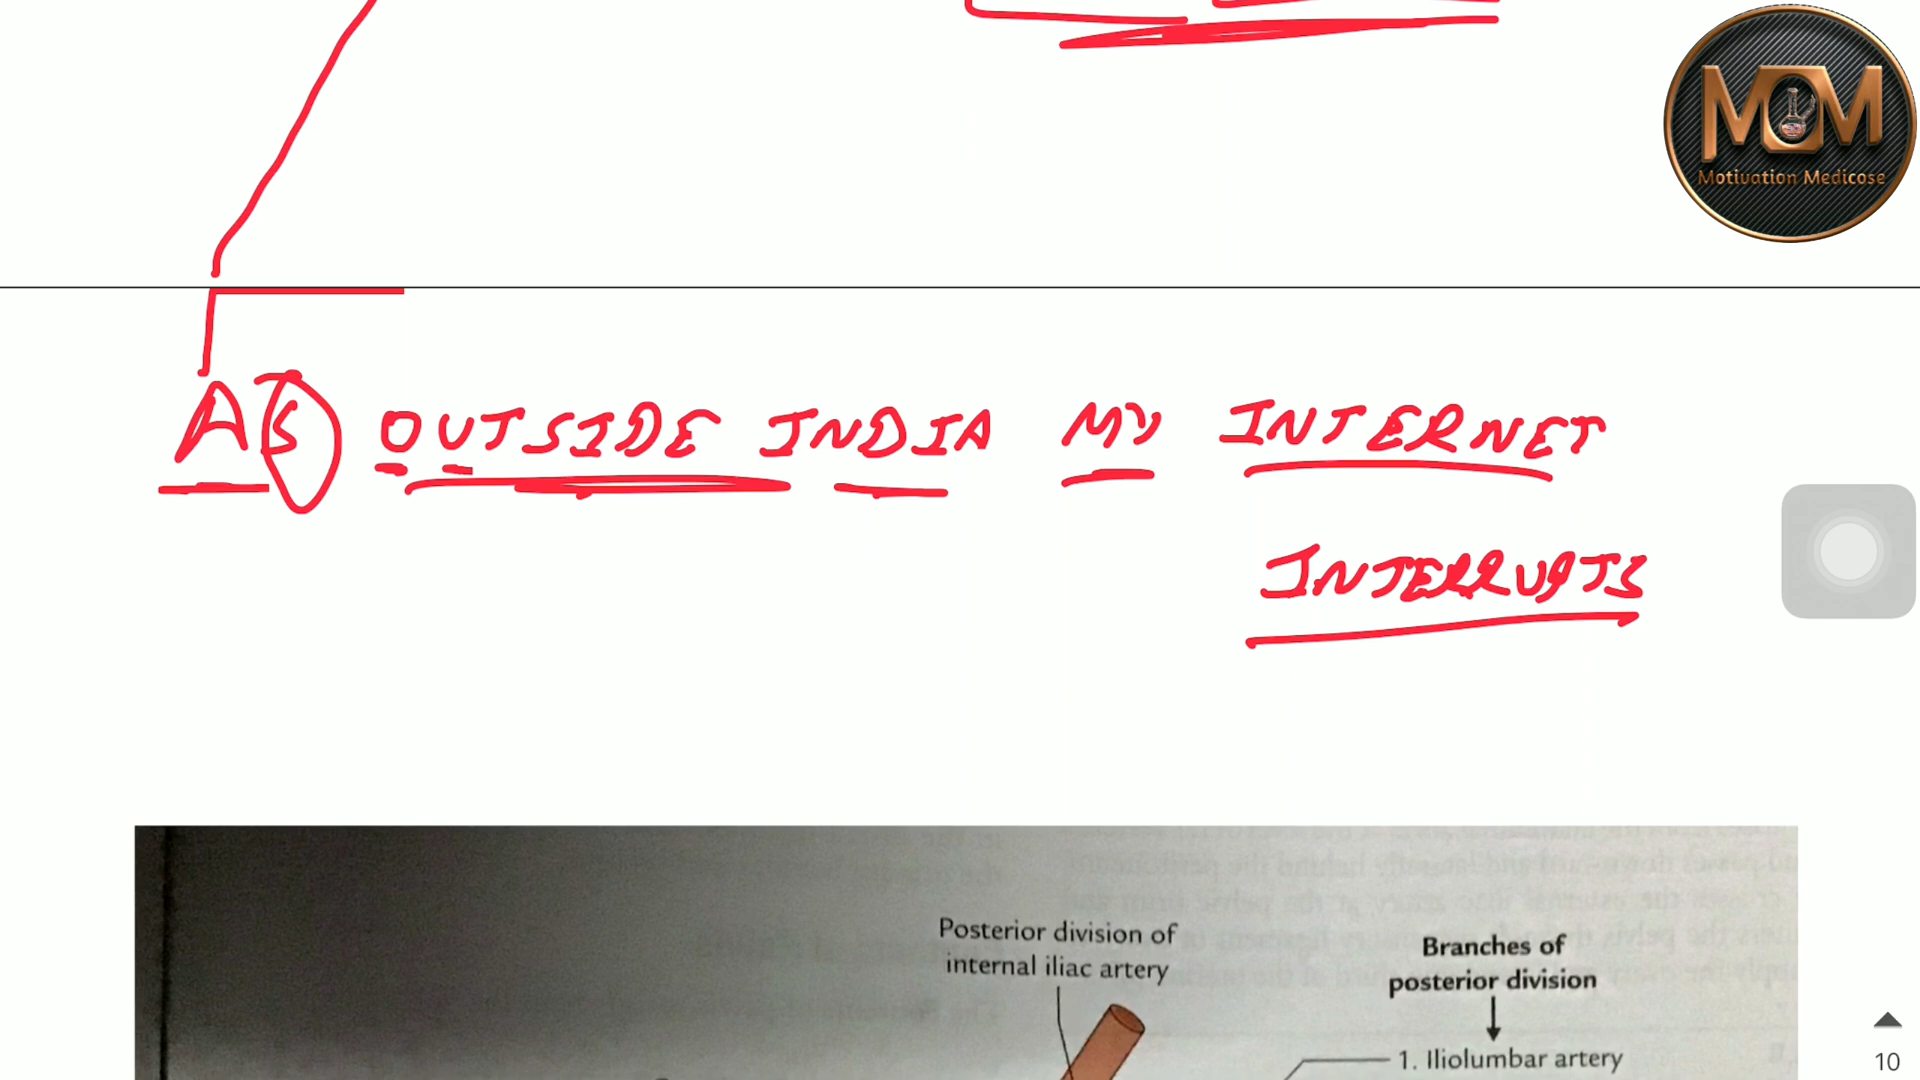 MOM
Motivation Medicose
AS OUTSIDE INDIA MY INTERNET
INTERRUPTS
Posterior division of
internal iliac artery
Branches of
posterior division
1. Iliolumbar artery
10